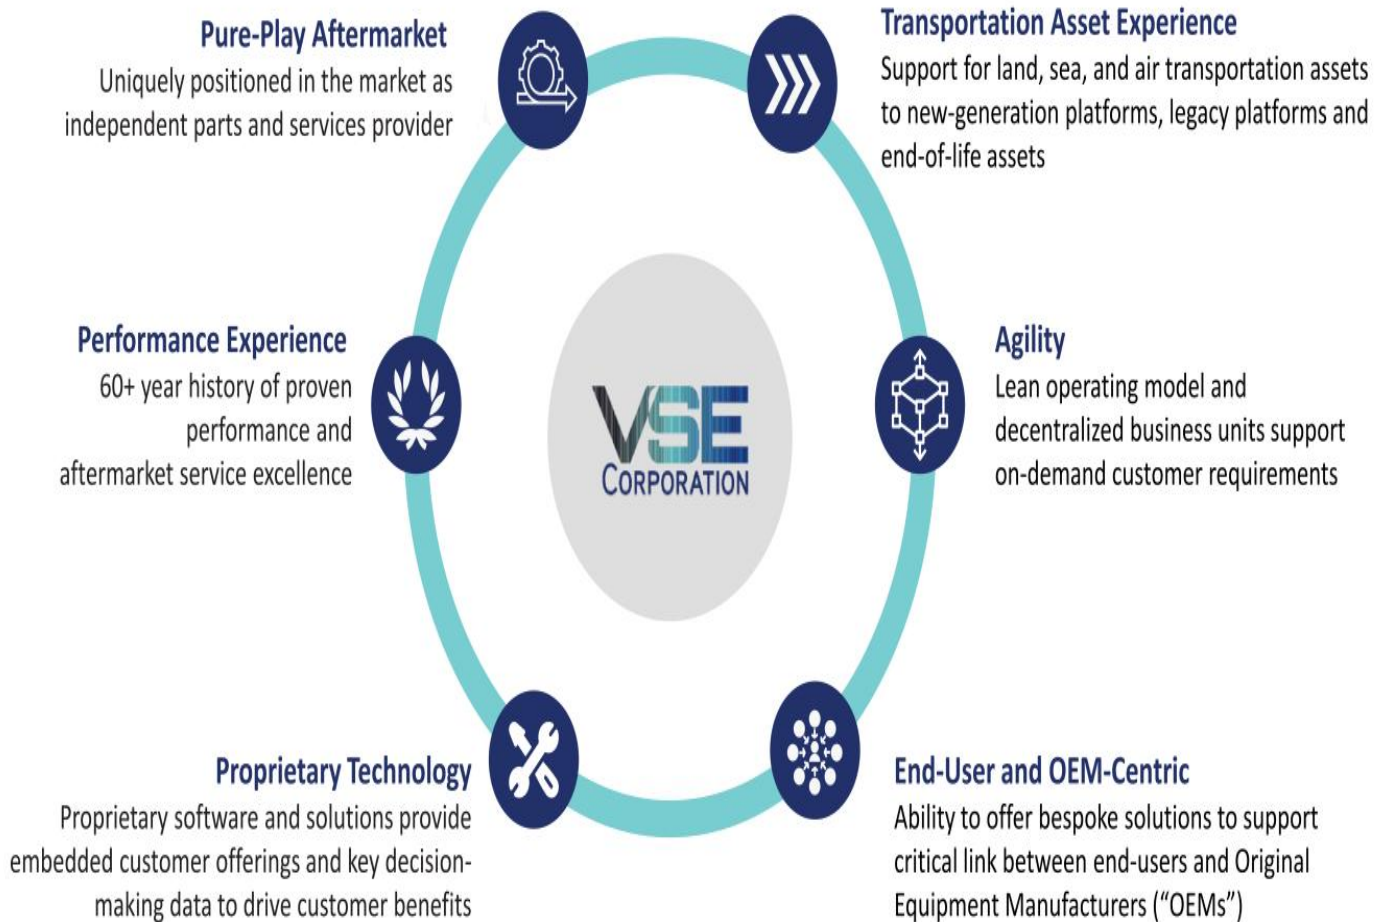 Pure-Play Aftermarket
Uniquely positioned in the market as
independent parts and services provider
Transportation Asset Experience
Support for land, sea, and air transportation assets
to new-generation platforms, legacy platforms and
end-of-life assets
Performance Experience
60+ year history of proven
performance and
aftermarket service excellence
VSE
CORPORATION
Agility
Lean operating model and
decentralized business units support
on-demand customer requirements
Proprietary Technology
Proprietary software and solutions provide
embedded customer offerings and key decision-
making data to drive customer benefits
End-User and OEM-Centric
Ability to offer bespoke solutions to support
critical link between end-users and Original
Equipment Manufacturers (“OEMs”)